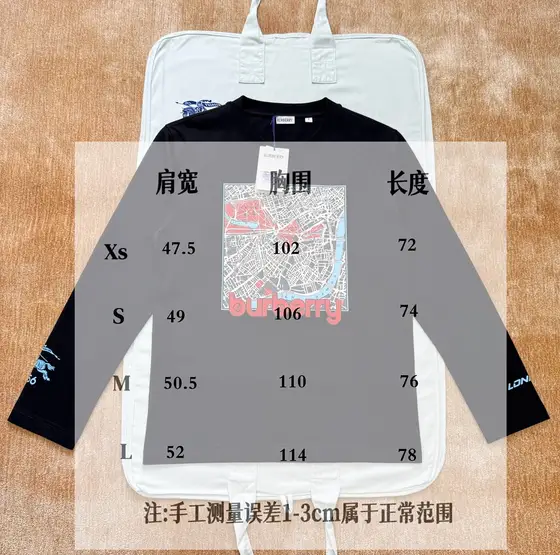 BURBERRY
肩宽 胸围 长度
Xs 47.5 102 72
S 49 106 74
burberry
M 50.5 110 76
L 52 114 78
注:手工测量误差1-3cm属于正常范围